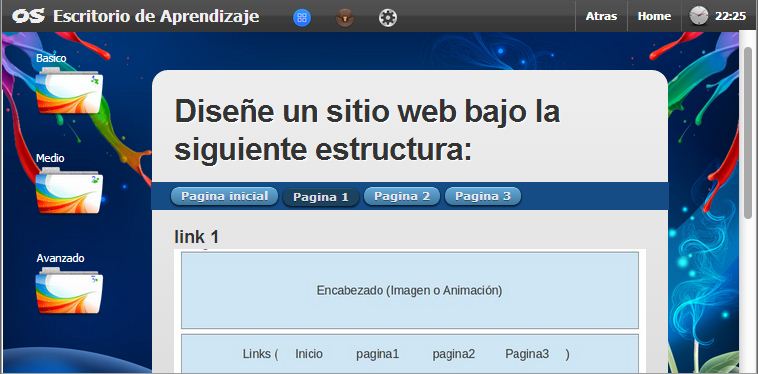 OS Escritorio de Aprendizaje Atras Home 22:25
Basico
Medio
Avanzado
Diseñe un sitio web bajo la
siguiente estructura:
Pagina inicial Pagina 1 Pagina 2 Pagina 3
link 1
Encabezado (Imagen o Animación)
Links ( Inicio pagina1 pagina2 Pagina3 )